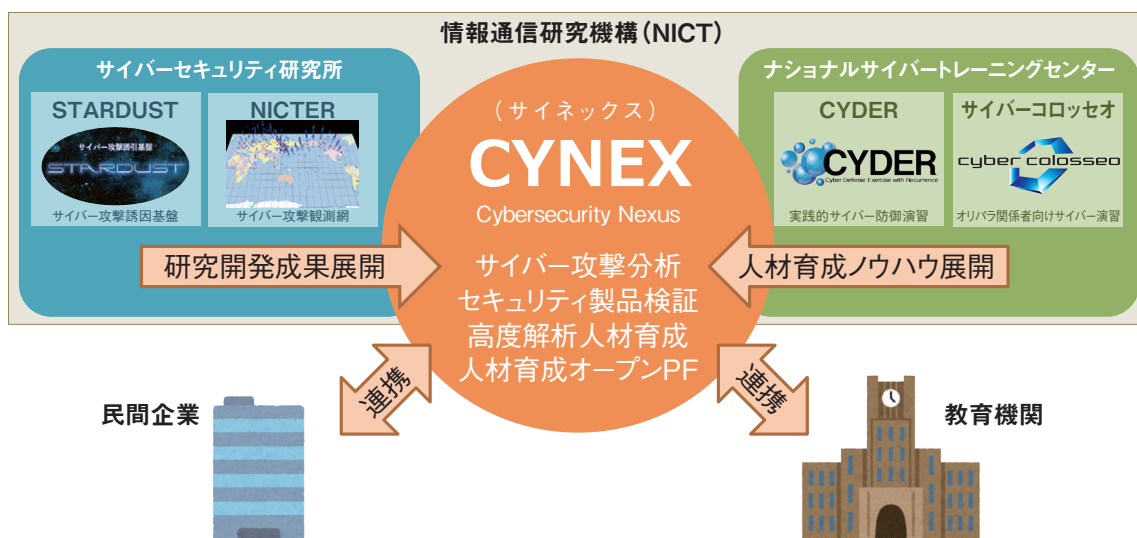 情報通信研究機構（NICT）
サイバーセキュリティ研究所
STARDUST
サイバー攻撃誘引基盤
STARDUST
サイバー攻撃誘因基盤
NICTER
サイバー攻撃観測網
研究開発成果展開
（サイネックス）
CYNEX
Cybersecurity Nexus
サイバー攻撃分析
セキュリティ製品検証
高度解析人材育成
人材育成オープンPF
ナショナルサイバートレーニングセンター
CYDER
CYDER
Cyber Defense Exercise with Recurrence
実践的サイバー防御演習
サイバーコロッセオ
cyber colosseo
オリパラ関係者向けサイバー演習
人材育成ノウハウ展開
連携
連携
民間企業
教育機関